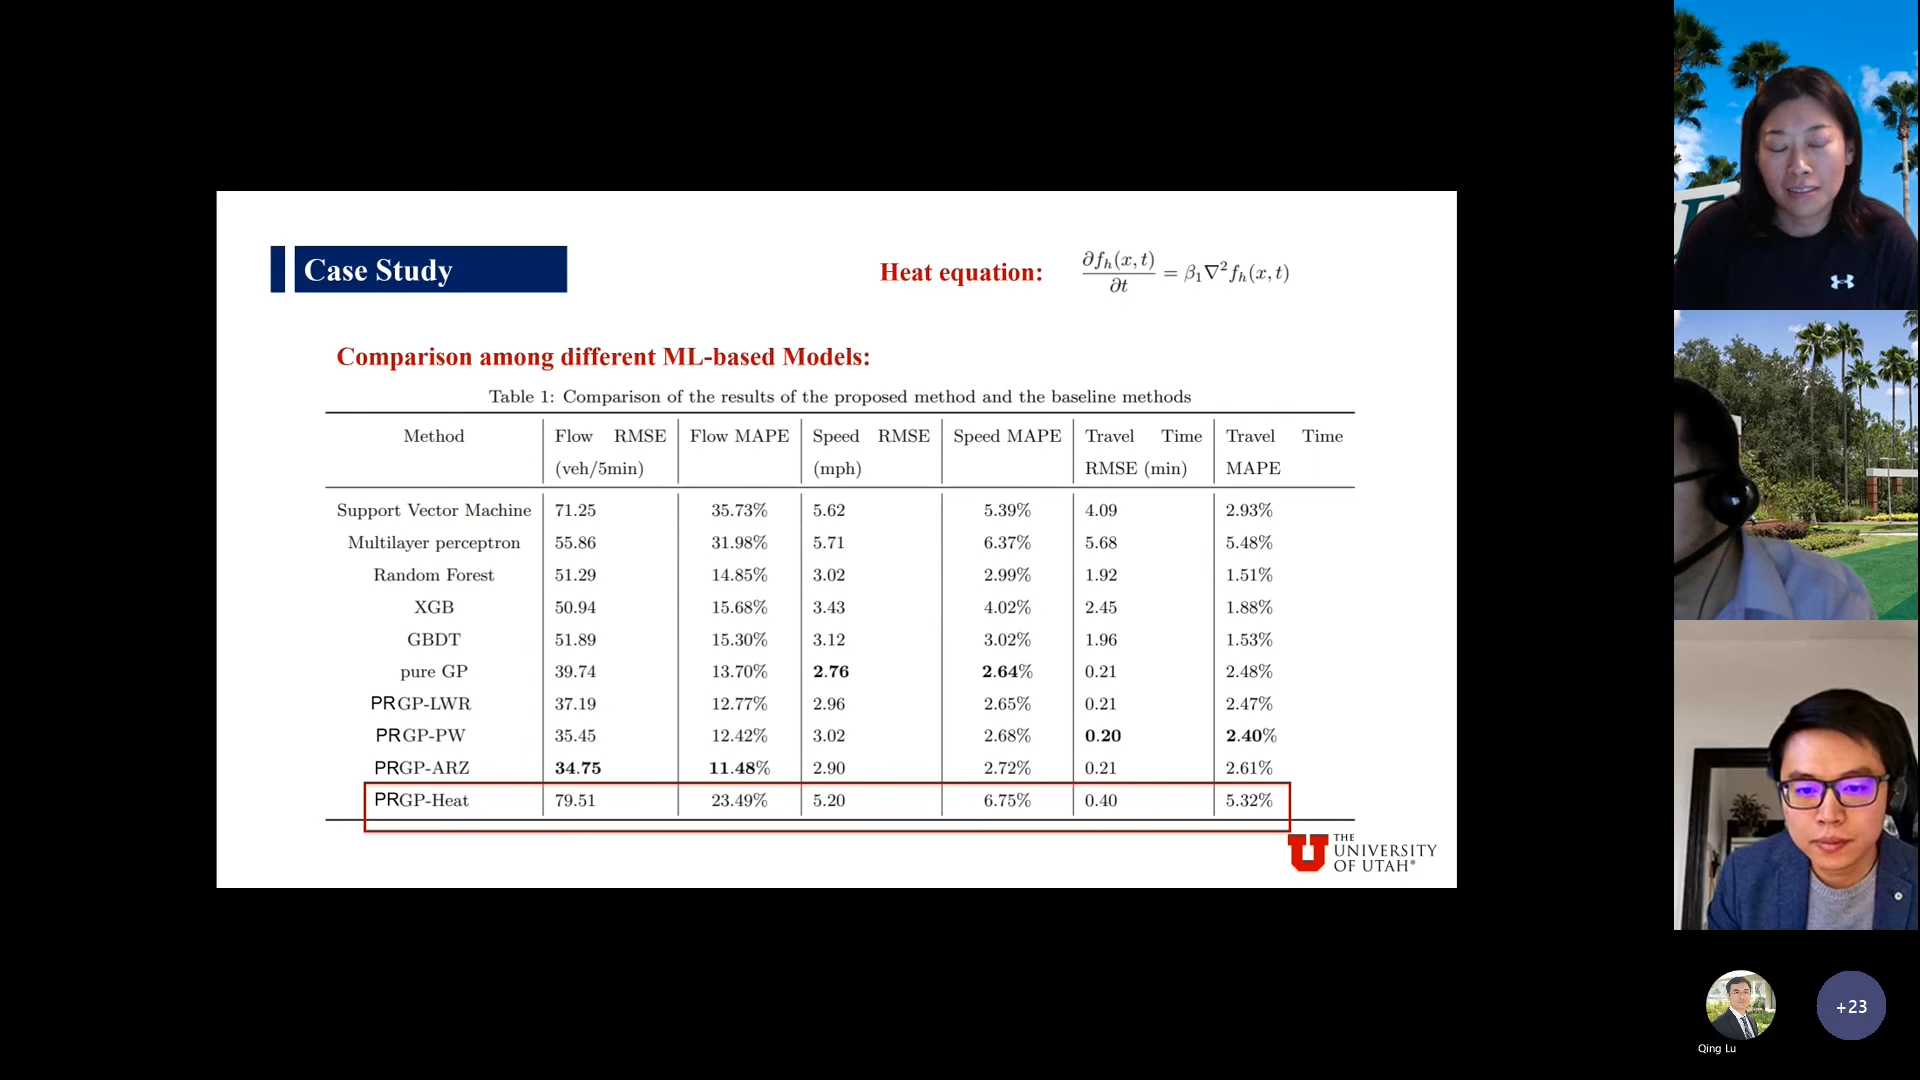 Case Study
Heat equation: ∂fₕ(x, t)/∂t = β₁∇²fₕ(x, t)
Comparison among different ML-based Models:
Table 1: Comparison of the results of the proposed method and the baseline methods
Method Flow RMSE (veh/5min) Flow MAPE Speed RMSE (mph) Speed MAPE Travel Time RMSE (min) Travel Time MAPE
Support Vector Machine 71.25 35.73% 5.62 5.39% 4.09 2.93%
Multilayer perceptron 55.86 31.98% 5.71 6.37% 5.68 5.48%
Random Forest 51.29 14.85% 3.02 2.99% 1.92 1.51%
XGB 50.94 15.68% 3.43 4.02% 2.45 1.88%
GBDT 51.89 15.30% 3.12 3.02% 1.96 1.53%
pure GP 39.74 13.70% 2.76 2.64% 0.21 2.48%
PRGP-LWR 37.19 12.77% 2.96 2.65% 0.21 2.47%
PRGP-PW 35.45 12.42% 3.02 2.68% 0.20 2.40%
PRGP-ARZ 34.75 11.48% 2.90 2.72% 0.21 2.61%
PRGP-Heat 79.51 23.49% 5.20 6.75% 0.40 5.32%
THE
UNIVERSITY
OF UTAH®
+23
Qing Lu